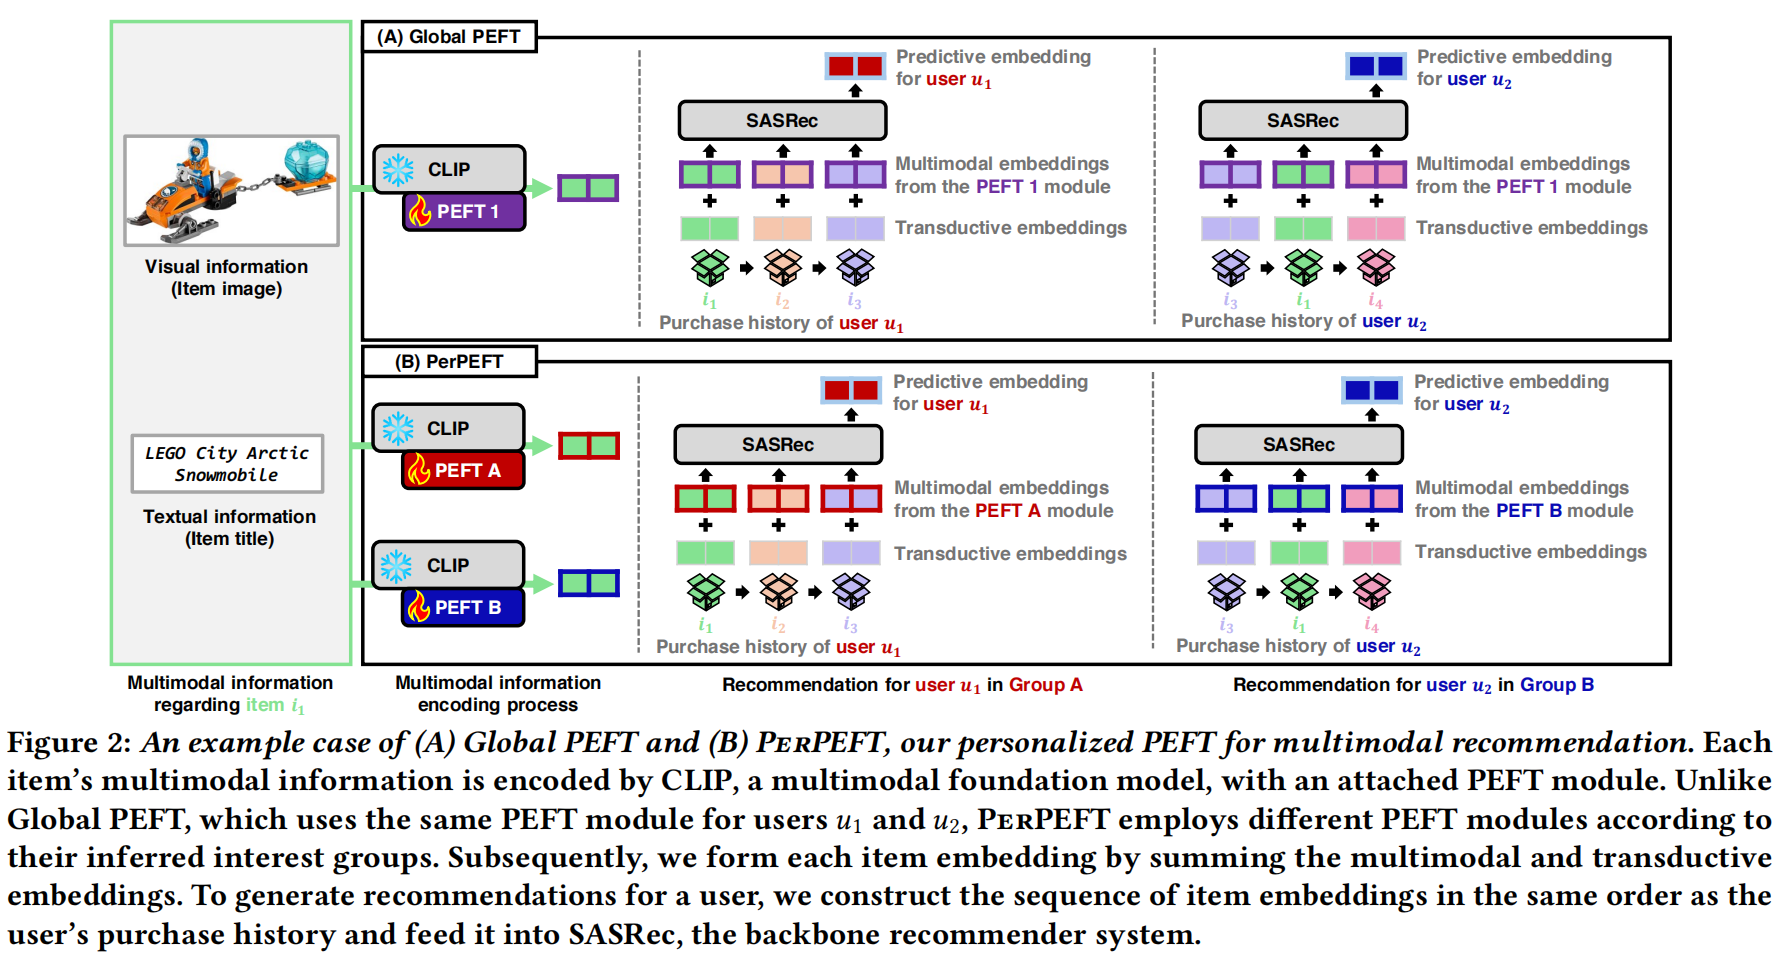 (A) Global PEFT
CLIP
PEFT 1
Visual information
(Item image)
Predictive embedding
for user u1
SASRec
Multimodal embeddings
from the PEFT 1 module
+ + +
Transductive embeddings
i1 i2 i3
Purchase history of user u1
Predictive embedding
for user u2
SASRec
Multimodal embeddings
from the PEFT 1 module
+ + +
Transductive embeddings
i3 i1 i4
Purchase history of user u2
(B) PerPEFT
LEGO City Arctic
Snowmobile
Textual information
(Item title)
CLIP
PEFT A
CLIP
PEFT B
Predictive embedding
for user u1
SASRec
Multimodal embeddings
from the PEFT A module
+ + +
Transductive embeddings
i1 i2 i3
Purchase history of user u1
Predictive embedding
for user u2
SASRec
Multimodal embeddings
from the PEFT B module
+ + +
Transductive embeddings
i3 i1 i4
Purchase history of user u2
Multimodal information
regarding item i1
Multimodal information
encoding process
Recommendation for user u1 in Group A
Recommendation for user u2 in Group B
Figure 2: An example case of (A) Global PEFT and (B) PerPEFT, our personalized PEFT for multimodal recommendation. Each
item's multimodal information is encoded by CLIP, a multimodal foundation model, with an attached PEFT module. Unlike
Global PEFT, which uses the same PEFT module for users u1 and u2, PerPEFT employs different PEFT modules according to
their inferred interest groups. Subsequently, we form each item embedding by summing the multimodal and transductive
embeddings. To generate recommendations for a user, we construct the sequence of item embeddings in the same order as the
user's purchase history and feed it into SASRec, the backbone recommender system.